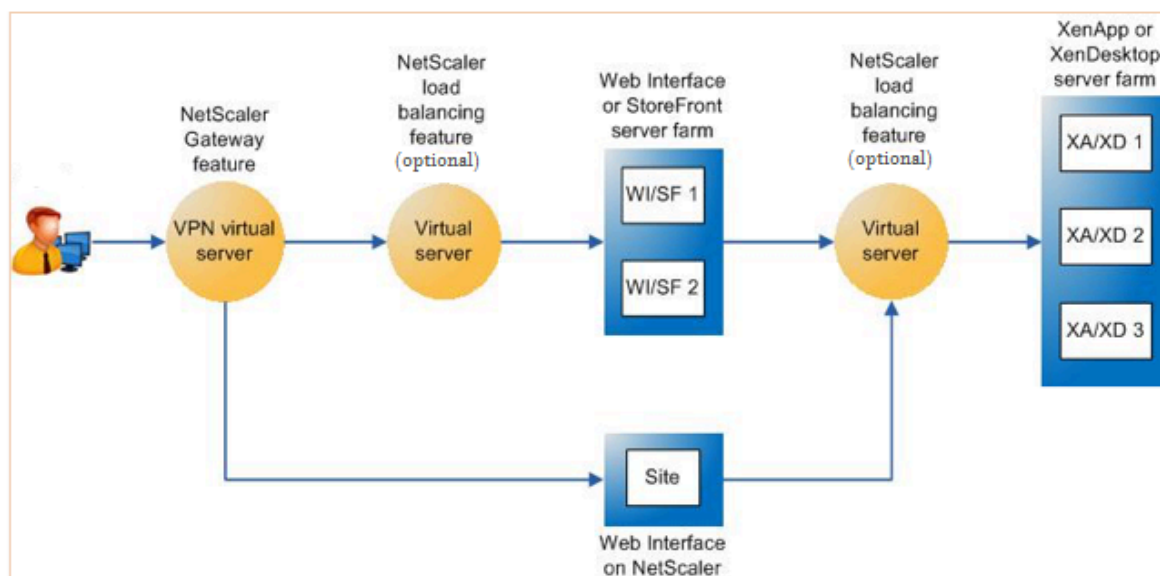 NetScaler
Gateway
feature
VPN virtual
server
NetScaler
load
balancing
feature
(optional)
Virtual
server
Web Interface
or StoreFront
server farm
WI/SF 1
WI/SF 2
NetScaler
load
balancing
feature
(optional)
Virtual
server
XenApp or
XenDesktop
server farm
XA/XD 1
XA/XD 2
XA/XD 3
Site
Web Interface
on NetScaler